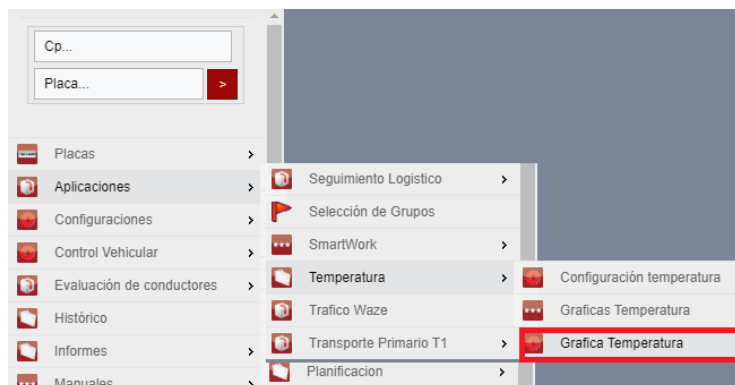 Cp...
Placa...
>
Placas
Aplicaciones
Configuraciones
Control Vehicular
Evaluación de conductores
Histórico
Informes
Manuales
Seguimiento Logistico
Selección de Grupos
SmartWork
Temperatura
Trafico Waze
Transporte Primario T1
Planificacion
Configuración temperatura
Graficas Temperatura
Grafica Temperatura